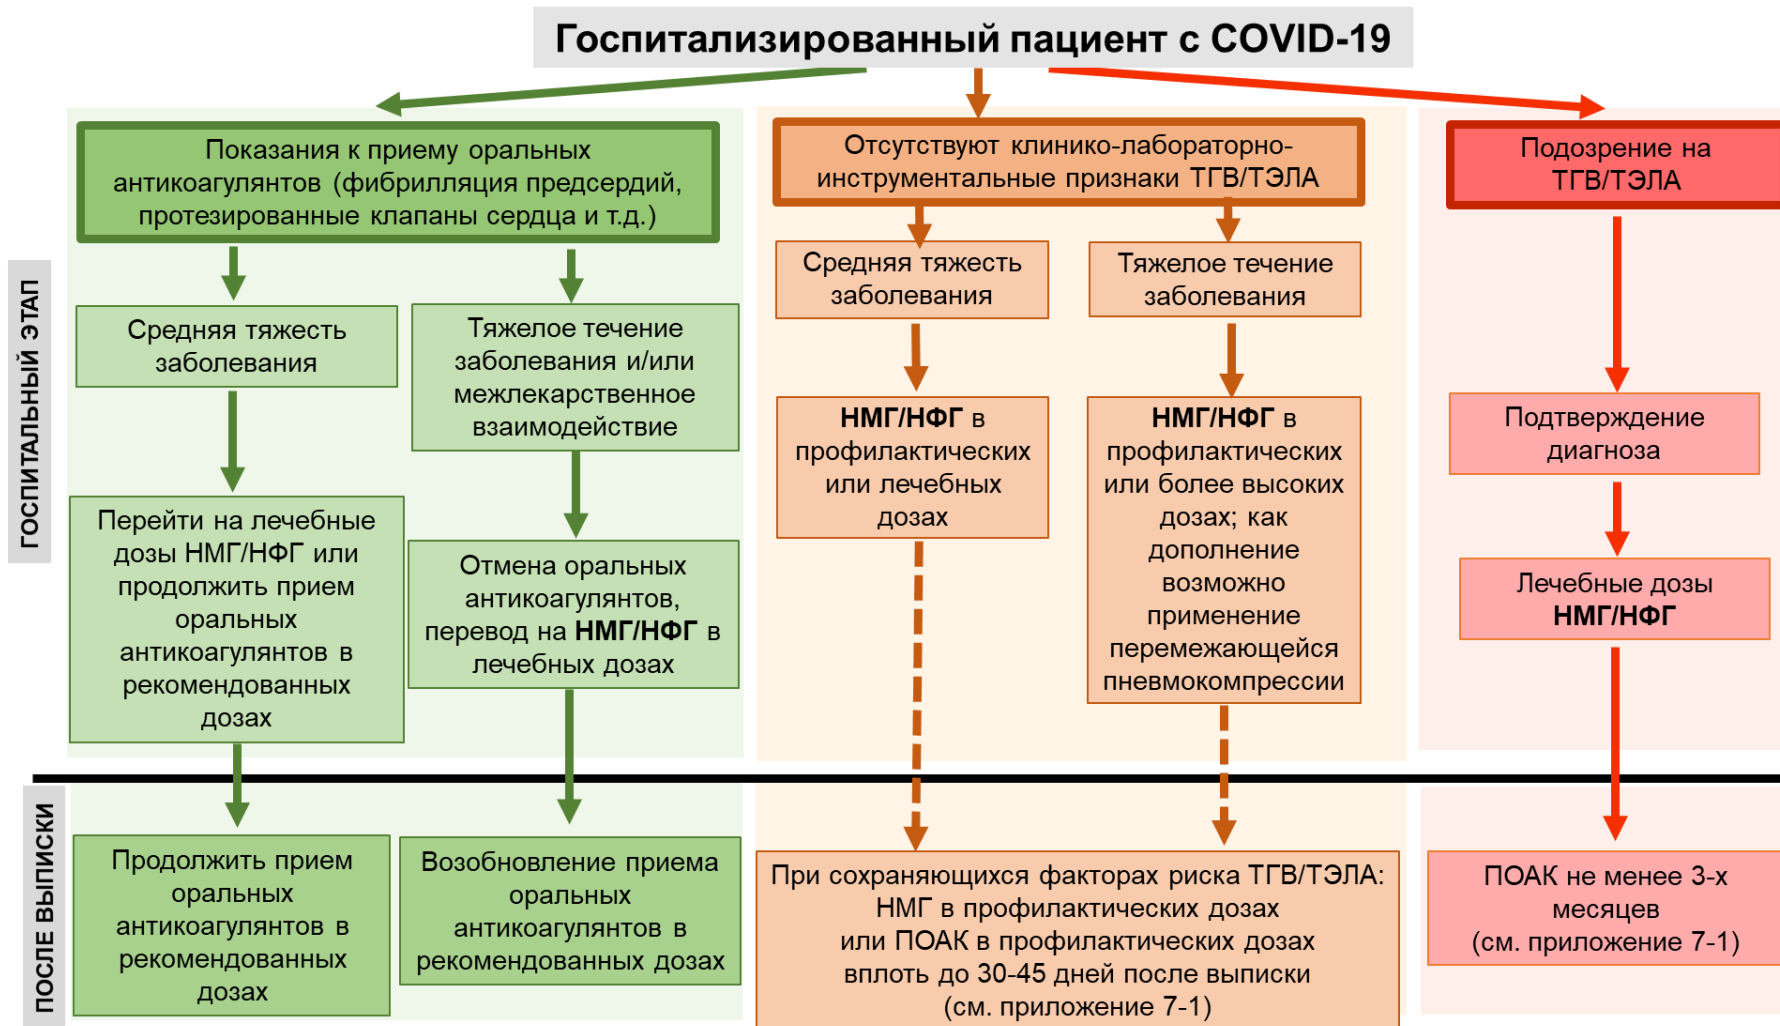 Госпитализированный пациент с COVID-19
ГОСПИТАЛЬНЫЙ ЭТАП
Показания к приему оральных
антикоагулянтов (фибрилляция предсердий,
протезированные клапаны сердца и т.д.)
Средняя тяжесть
заболевания
Тяжелое течение
заболевания и/или
межлекарственное
взаимодействие
Перейти на лечебные
дозы НМГ/НФГ или
продолжить прием
оральных
антикоагулянтов в
рекомендованных
дозах
Отмена оральных
антикоагулянтов,
перевод на НМГ/НФГ в
лечебных дозах
Отсутствуют клинико-лабораторно-
инструментальные признаки ТГВ/ТЭЛА
Средняя тяжесть
заболевания
Тяжелое течение
заболевания
НМГ/НФГ в
профилактических
или лечебных
дозах
НМГ/НФГ в
профилактических
или более высоких
дозах; как
дополнение
возможно
применение
перемежающейся
пневмокомпрессии
Подозрение на
ТГВ/ТЭЛА
Подтверждение
диагноза
Лечебные дозы
НМГ/НФГ
ПОСЛЕ ВЫПИСКИ
Продолжить прием
оральных
антикоагулянтов в
рекомендованных
дозах
Возобновление приема
оральных
антикоагулянтов в
рекомендованных дозах
При сохраняющихся факторах риска ТГВ/ТЭЛА:
НМГ в профилактических дозах
или ПОАК в профилактических дозах
вплоть до 30-45 дней после выписки
(см. приложение 7-1)
ПОАК не менее 3-х
месяцев
(см. приложение 7-1)